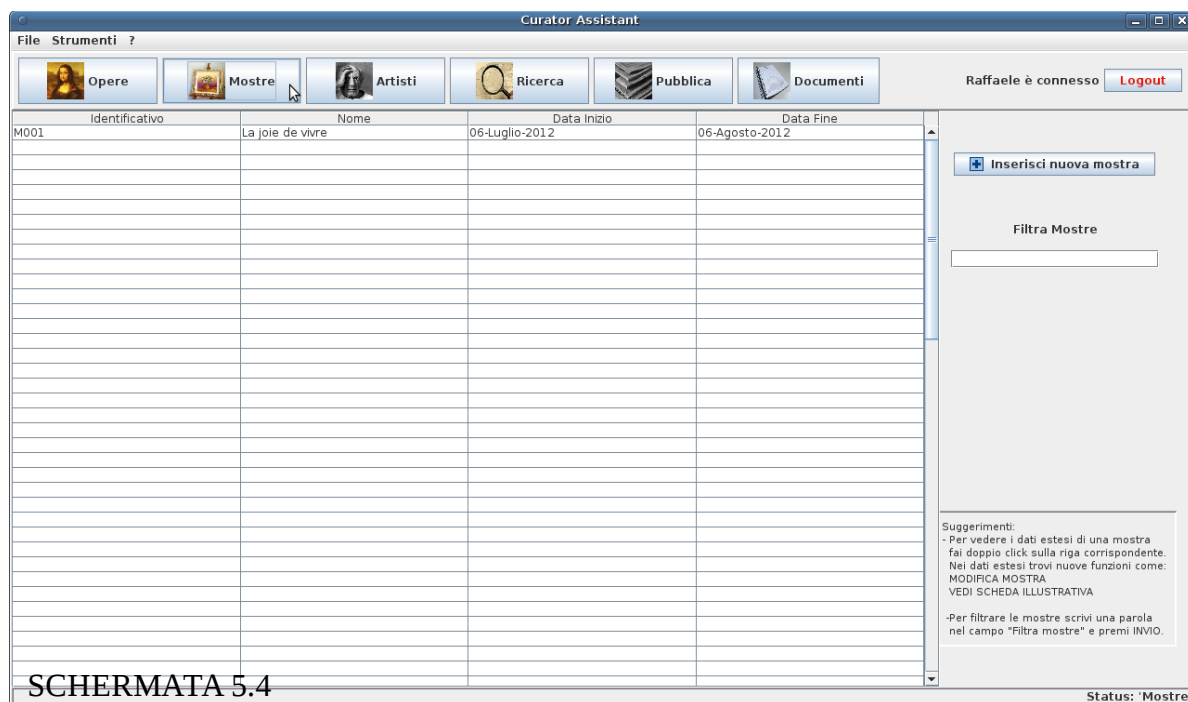 Curator Assistant
File Strumenti ?
Opere Mostre Artisti Ricerca Pubblica Documenti Raffaele è connesso Logout
Identificativo Nome Data Inizio Data Fine
M001 La joie de vivre 06-Luglio-2012 06-Agosto-2012
Inserisci nuova mostra
Filtra Mostre
Suggerimenti:
- Per vedere i dati estesi di una mostra
fai doppio click sulla riga corrispondente.
Nei dati estesi trovi nuove funzioni come:
MODIFICA MOSTRA
VEDI SCHEDA ILLUSTRATIVA
-Per filtrare le mostre scrivi una parola
nel campo "Filtra mostre" e premi INVIO.
SCHERMATA 5.4
Status: 'Mostre